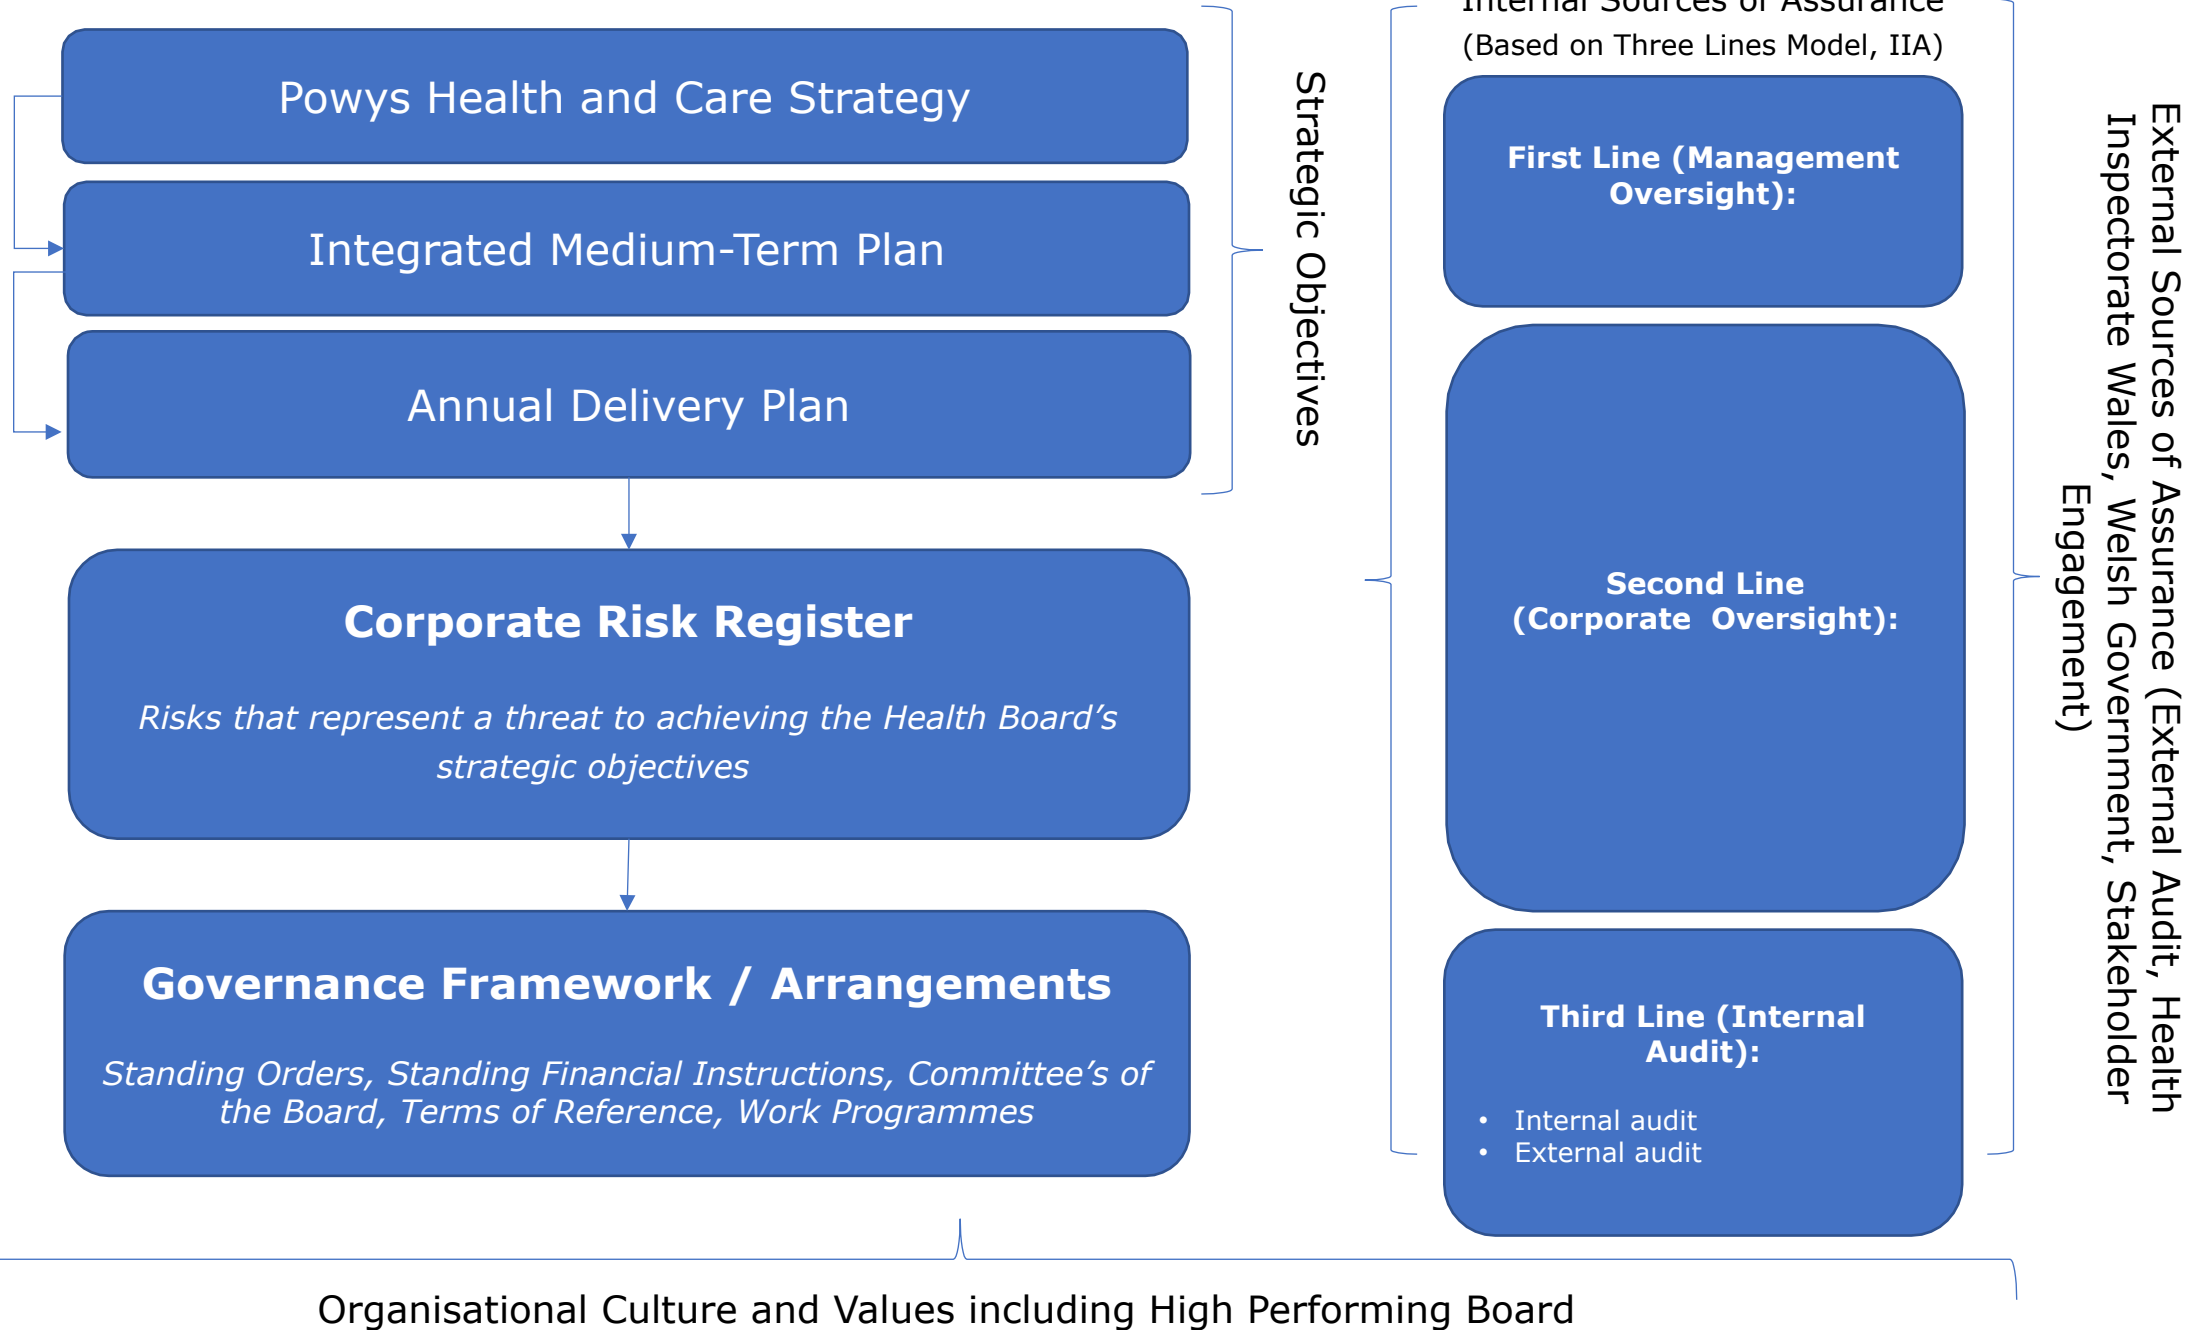 Powys Health and Care Strategy
Integrated Medium-Term Plan
Annual Delivery Plan
Strategic Objectives
Corporate Risk Register
Risks that represent a threat to achieving the Health Board’s
strategic objectives
Governance Framework / Arrangements
Standing Orders, Standing Financial Instructions, Committee’s of
the Board, Terms of Reference, Work Programmes
Internal Sources of Assurance
(Based on Three Lines Model, IIA)
First Line (Management
Oversight):
Second Line
(Corporate  Oversight):
Third Line (Internal
Audit):
• Internal audit
• External audit
External Sources of Assurance (External Audit, Health
Inspectorate Wales, Welsh Government, Stakeholder
Engagement)
Organisational Culture and Values including High Performing Board